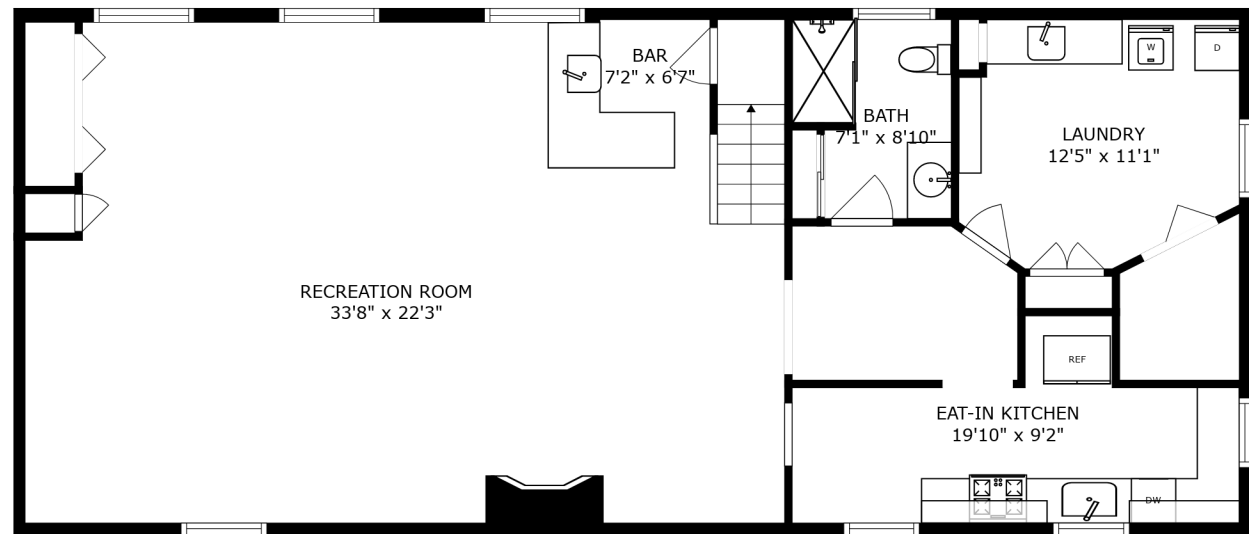 BAR
7'2" x 6'7"
BATH
7'1" x 8'10"
W
D
LAUNDRY
12'5" x 11'1"
RECREATION ROOM
33'8" x 22'3"
REF
EAT-IN KITCHEN
19'10" x 9'2"
DW